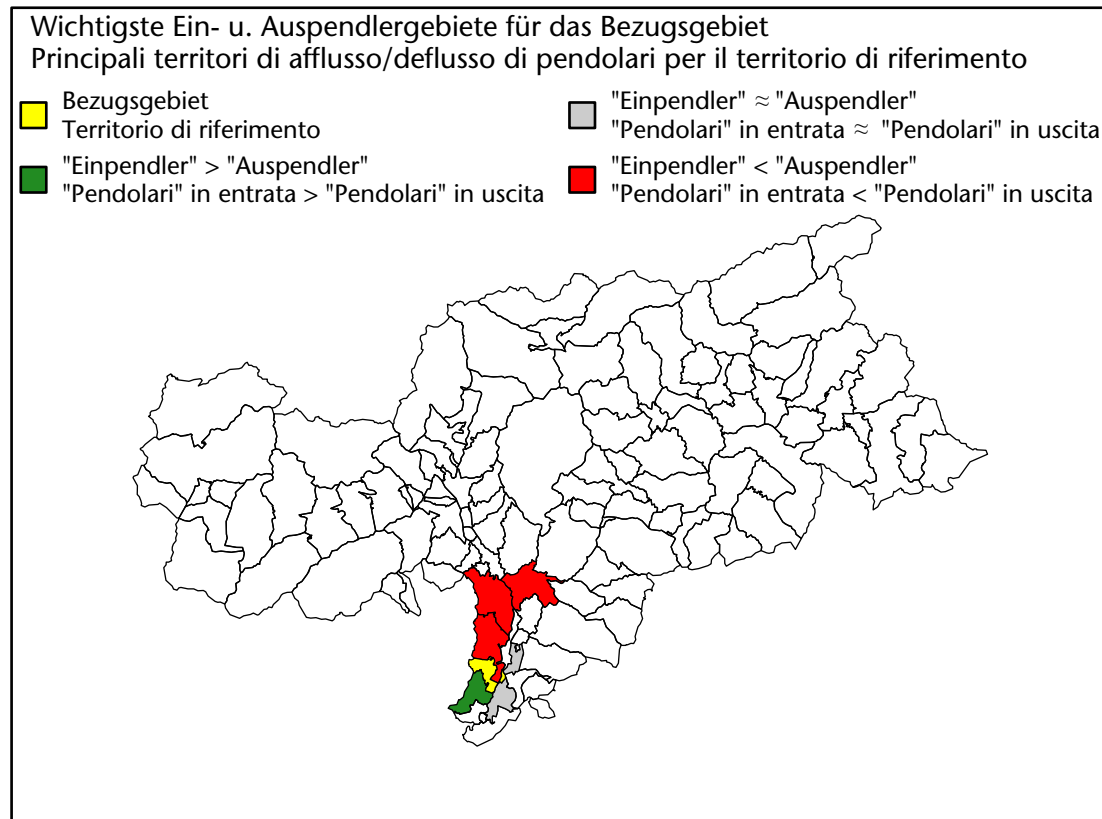 Wichtigste Ein- u. Auspendlergebiete für das Bezugsgebiet
Principali territori di afflusso/deflusso di pendolari per il territorio di riferimento
Bezugsgebiet
Territorio di riferimento
"Einpendler" > "Auspendler"
"Pendolari" in entrata > "Pendolari" in uscita
"Einpendler" ≈ "Auspendler"
"Pendolari" in entrata ≈ "Pendolari" in uscita
"Einpendler" < "Auspendler"
"Pendolari" in entrata < "Pendolari" in uscita